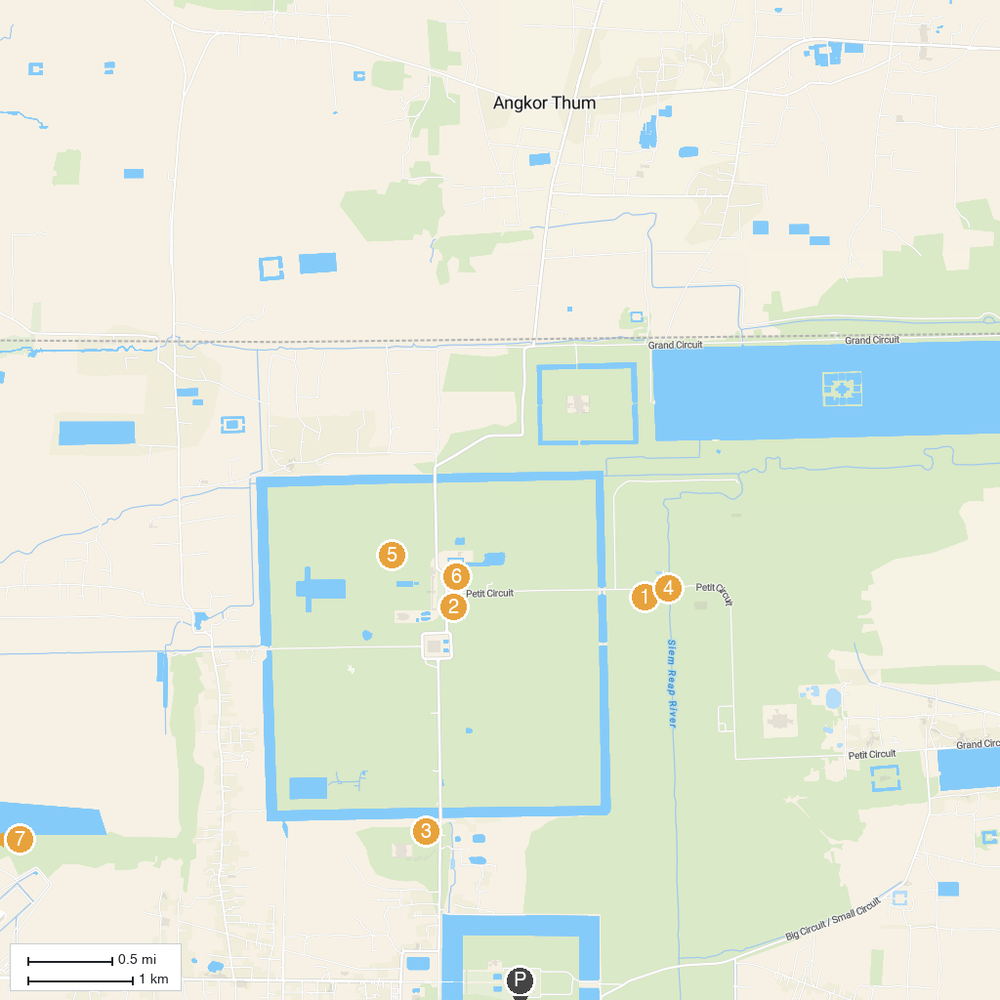 Angkor Thum
Grand Circuit
Grand Circuit
5
6
Petit Circuit
2
1
4
Petit Circuit
Siem Reap River
Grand Circ
Petit Circuit
3
7
Big Circuit / Small Circuit
0.5 mi
1 km
P